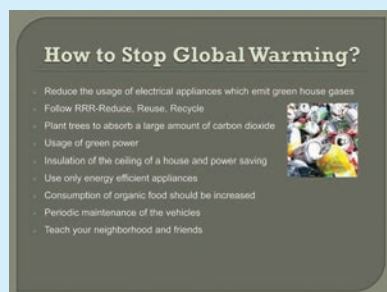 How to Stop Global Warming?
Reduce the usage of electrical appliances which emit green house gases
Follow RRR-Reduce, Reuse, Recycle
Plant trees to absorb a large amount of carbon dioxide
Usage of green power
Insulation of the ceiling of a house and power saving
Use only energy efficient appliances
Consumption of organic food should be increased
Periodic maintenance of the vehicles
Teach your neighborhood and friends